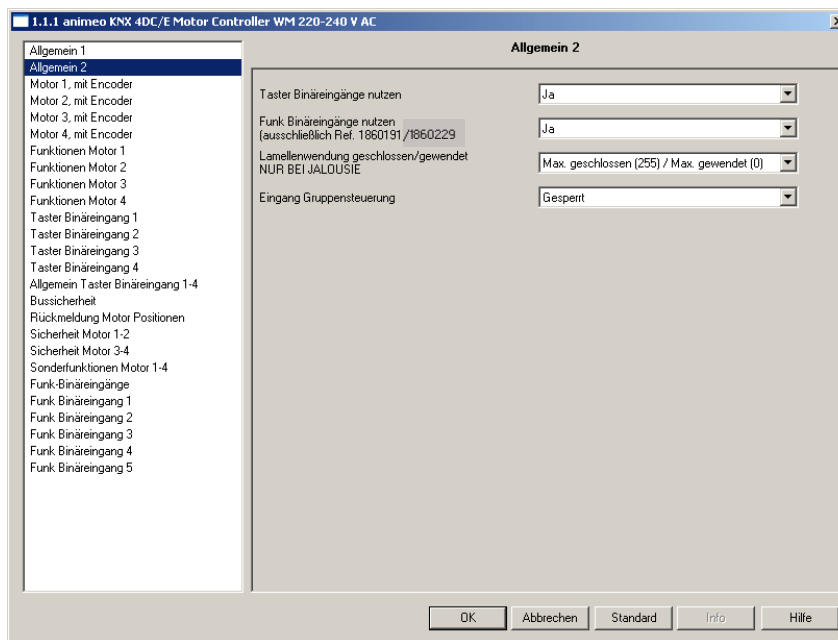 1.1.1 animeo KNX 4DC/E Motor Controller WM 220-240 V AC
Allgemein 1
Allgemein 2
Motor 1, mit Encoder
Motor 2, mit Encoder
Motor 3, mit Encoder
Motor 4, mit Encoder
Funktionen Motor 1
Funktionen Motor 2
Funktionen Motor 3
Funktionen Motor 4
Taster Binäreingang 1
Taster Binäreingang 2
Taster Binäreingang 3
Taster Binäreingang 4
Allgemein Taster Binäreingang 1-4
Bussicherheit
Rückmeldung Motor Positionen
Sicherheit Motor 1-2
Sicherheit Motor 3-4
Sonderfunktionen Motor 1-4
Funk-Binäreingänge
Funk Binäreingang 1
Funk Binäreingang 2
Funk Binäreingang 3
Funk Binäreingang 4
Funk Binäreingang 5
Allgemein 2
Taster Binäreingänge nutzen
Ja
Funk Binäreingänge nutzen
(ausschließlich Ref. 1860191/1860229
Ja
Lamellenwendung geschlossen/gewendet
NUR BEI JALOUSIE
Max. geschlossen (255) / Max. gewendet (0)
Eingang Gruppensteuerung
Gesperrt
OK
Abbrechen
Standard
Info
Hilfe